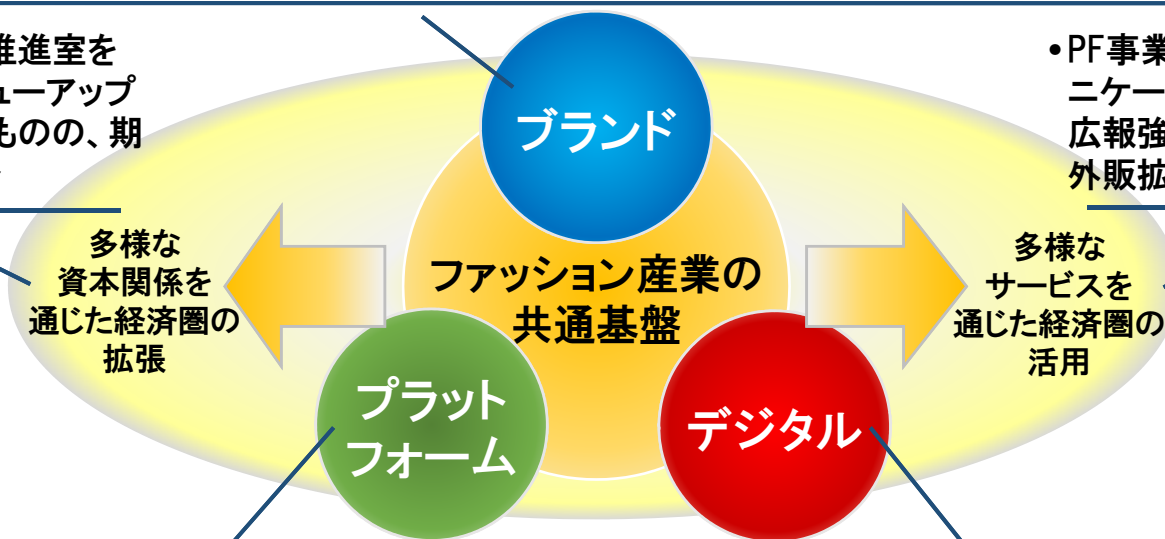 推進室を
ューアップ
ものの、期
•PF事業
ニケー
広報強
外販拡
ブランド
多様な
資本関係を
通じた経済圏の
拡張
ファッション産業の
共通基盤
多様な
サービスを
通じた経済圏の
活用
プラット
フォーム
デジタル